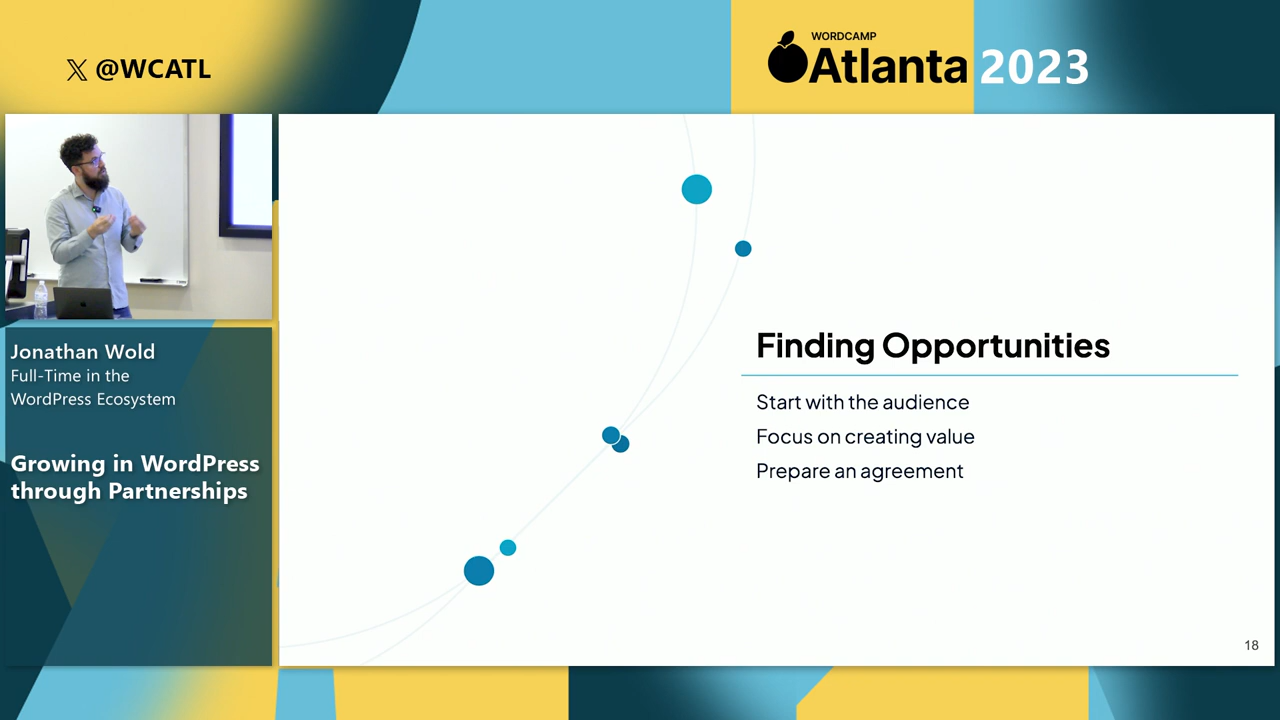 𝕏 @WCATL
WORDCAMP
Atlanta 2023
Jonathan Wold
Full-Time in the
WordPress Ecosystem
Growing in WordPress
through Partnerships
Finding Opportunities
Start with the audience
Focus on creating value
Prepare an agreement
18